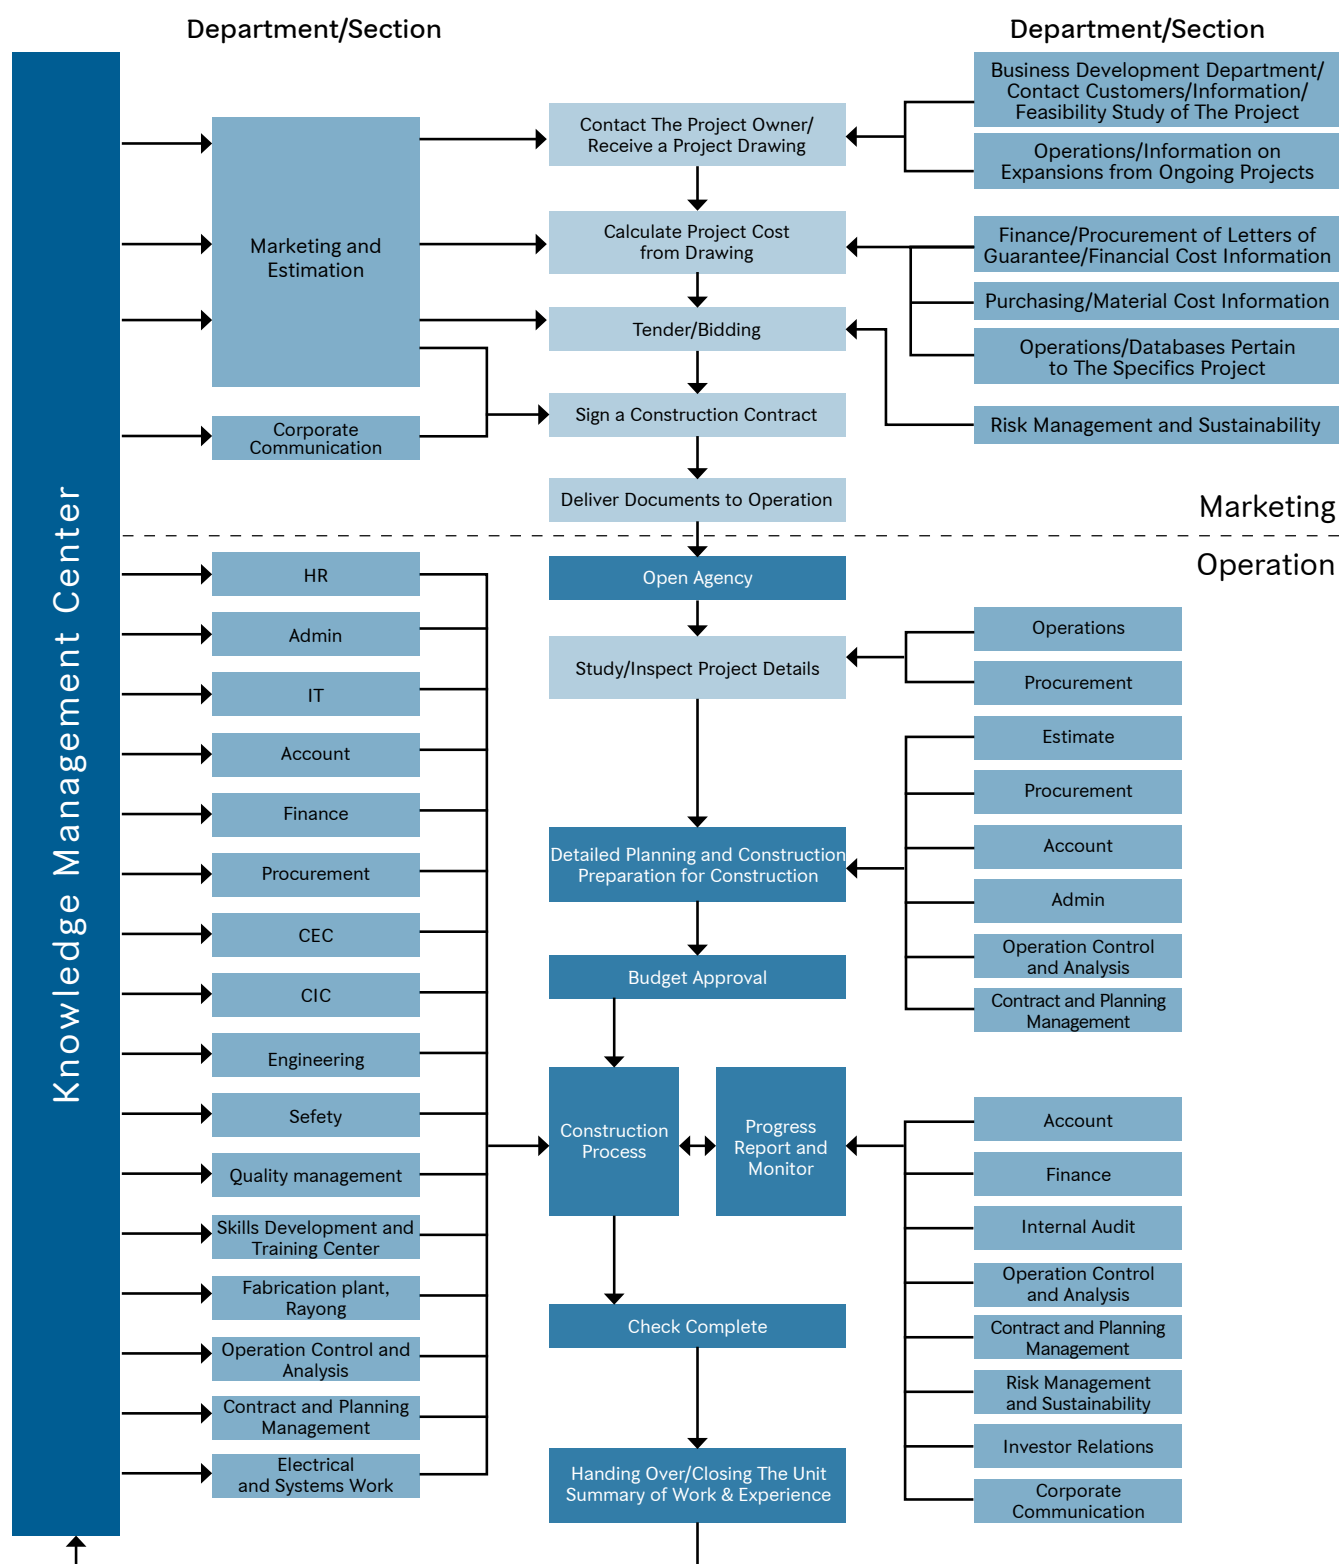 Department/Section
Department/Section
Knowledge Management Center
Marketing and
Estimation
Corporate
Communication
Contact The Project Owner/
Receive a Project Drawing
Calculate Project Cost
from Drawing
Tender/Bidding
Sign a Construction Contract
Deliver Documents to Operation
Business Development Department/
Contact Customers/Information/
Feasibility Study of The Project
Operations/Information on
Expansions from Ongoing Projects
Finance/Procurement of Letters of
Guarantee/Financial Cost Information
Purchasing/Material Cost Information
Operations/Databases Pertain
to The Specifics Project
Risk Management and Sustainability
Marketing
Operation
HR
Admin
IT
Account
Finance
Procurement
CEC
CIC
Engineering
Sefety
Quality management
Skills Development and
Training Center
Fabrication plant,
Rayong
Operation Control and
Analysis
Contract and Planning
Management
Electrical
and Systems Work
Open Agency
Study/Inspect Project Details
Detailed Planning and Construction
Preparation for Construction
Budget Approval
Construction
Process
Progress
Report and
Monitor
Check Complete
Handing Over/Closing The Unit
Summary of Work & Experience
Operations
Procurement
Estimate
Procurement
Account
Admin
Operation Control
and Analysis
Contract and Planning
Management
Account
Finance
Internal Audit
Operation Control
and Analysis
Contract and Planning
Management
Risk Management
and Sustainability
Investor Relations
Corporate
Communication